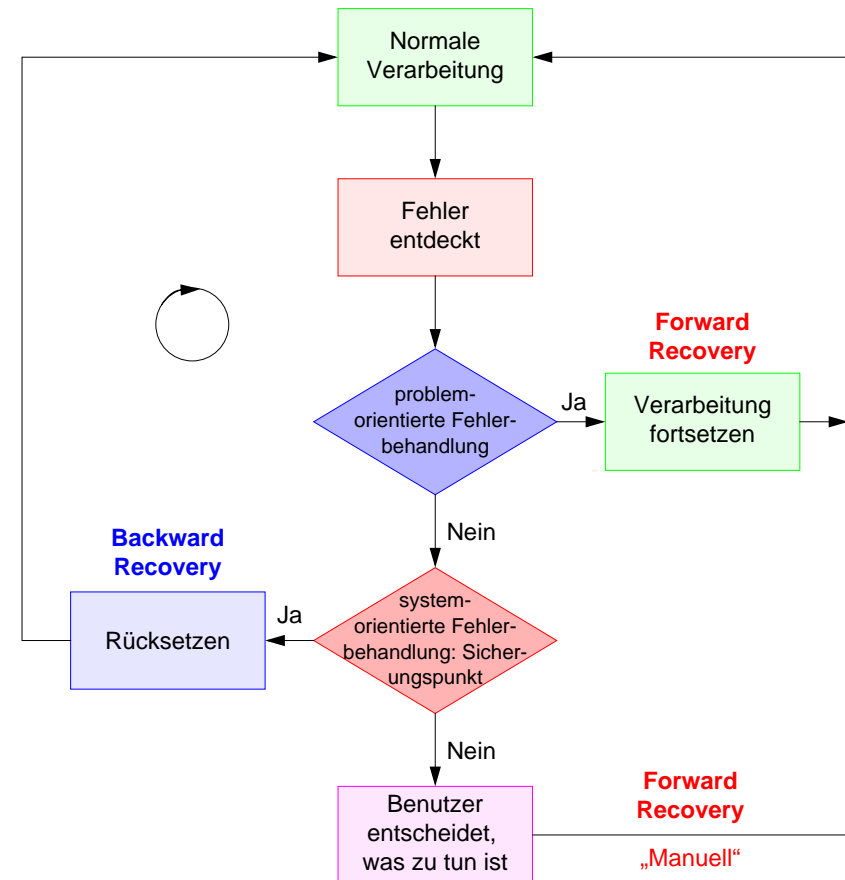 Normale
Verarbeitung
Fehler
entdeckt
Forward
Recovery
problem-
orientierte Fehler-
behandlung
Ja
Verarbeitung
fortsetzen
Nein
Backward
Recovery
Rücksetzen
Ja
system-
orientierte Fehler-
behandlung: Sicher-
ungspunkt
Nein
Benutzer
entscheidet,
was zu tun ist
Forward
Recovery
„Manuell“